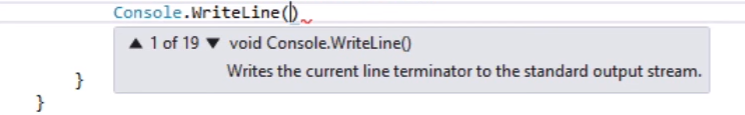 Console.WriteLine()
▲ 1 of 19 ▼ void Console.WriteLine()
Writes the current line terminator to the standard output stream.
}
}